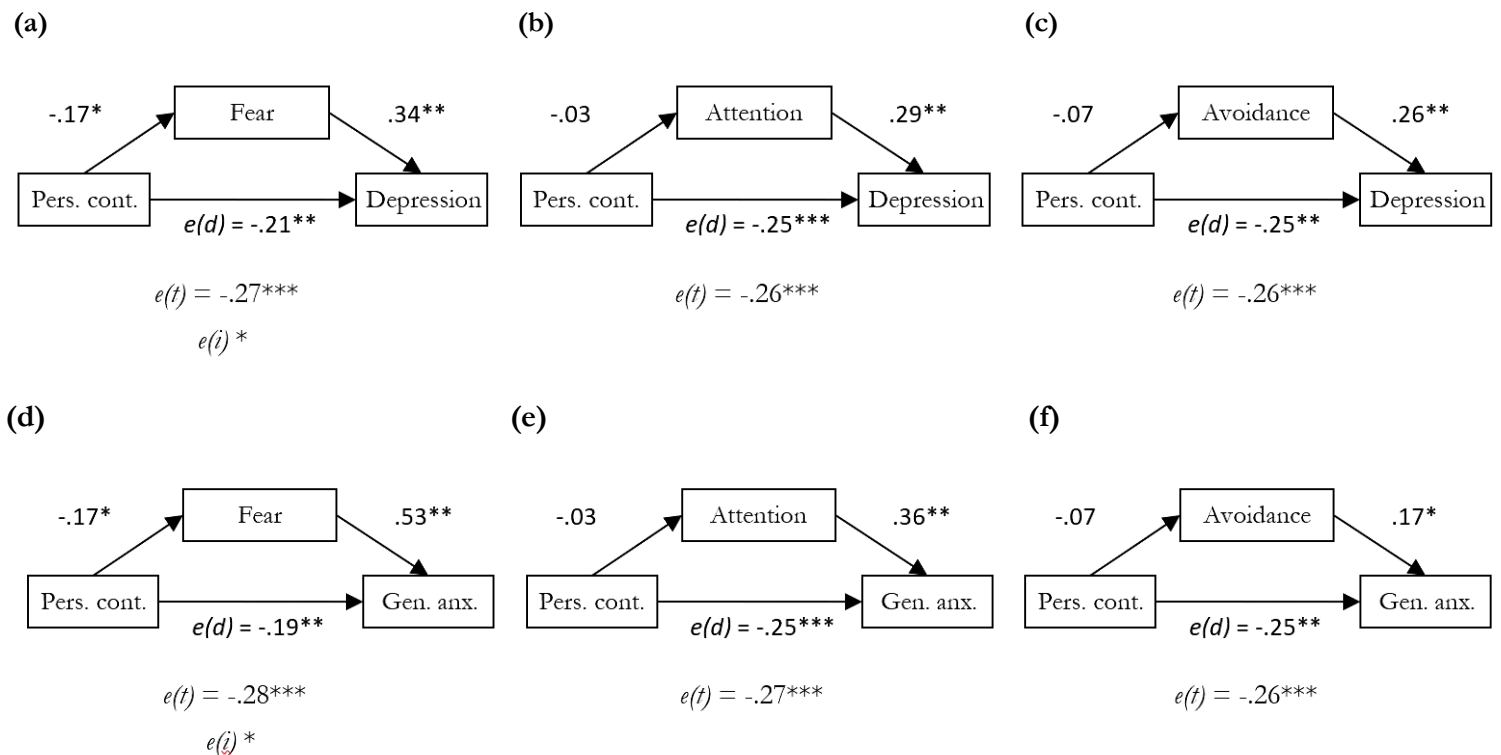 (a)
-.17*
Fear
.34**
Pers. cont.
Depression
e(d) = -.21**
e(t) = -.27***
e(i) *
(b)
-.03
Attention
.29**
Pers. cont.
Depression
e(d) = -.25***
e(t) = -.26***
(c)
-.07
Avoidance
.26**
Pers. cont.
Depression
e(d) = -.25**
e(t) = -.26***
(d)
-.17*
Fear
.53**
Pers. cont.
Gen. anx.
e(d) = -.19**
e(t) = -.28***
e(i) *
(e)
-.03
Attention
.36**
Pers. cont.
Gen. anx.
e(d) = -.25***
e(t) = -.27***
(f)
-.07
Avoidance
.17*
Pers. cont.
Gen. anx.
e(d) = -.25**
e(t) = -.26***